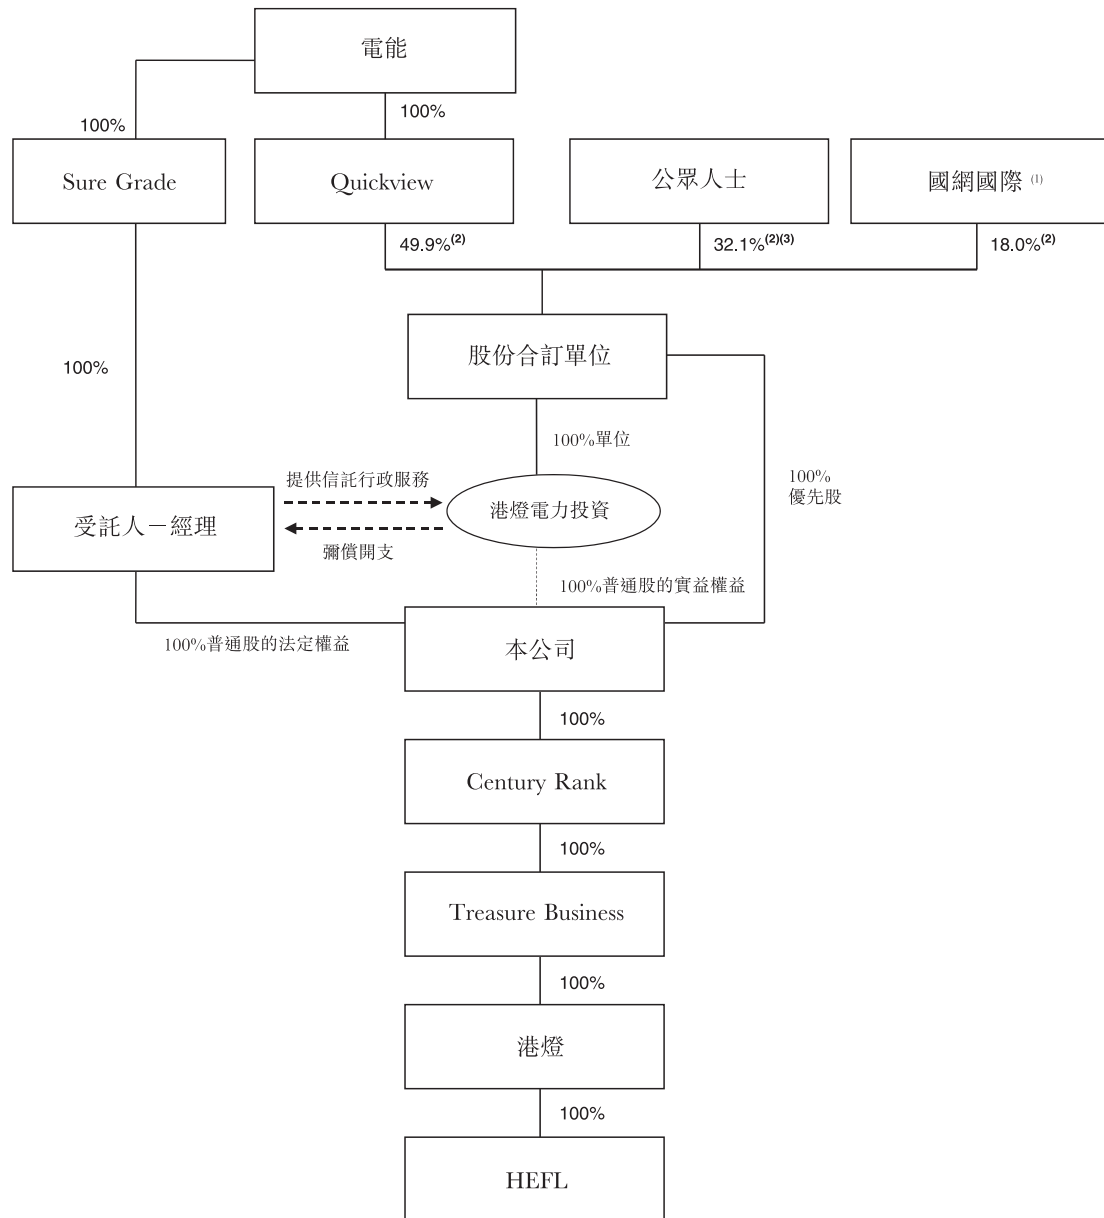 電能
100%
100%
Sure Grade
Quickview
公眾人士
國網國際 (1)
49.9%(2)
32.1%(2)(3)
18.0%(2)
股份合訂單位
100%
100%單位
100%
優先股
提供信託行政服務
受託人－經理
港燈電力投資
彌償開支
100%普通股的實益權益
100%普通股的法定權益
本公司
100%
Century Rank
100%
Treasure Business
100%
港燈
100%
HEFL